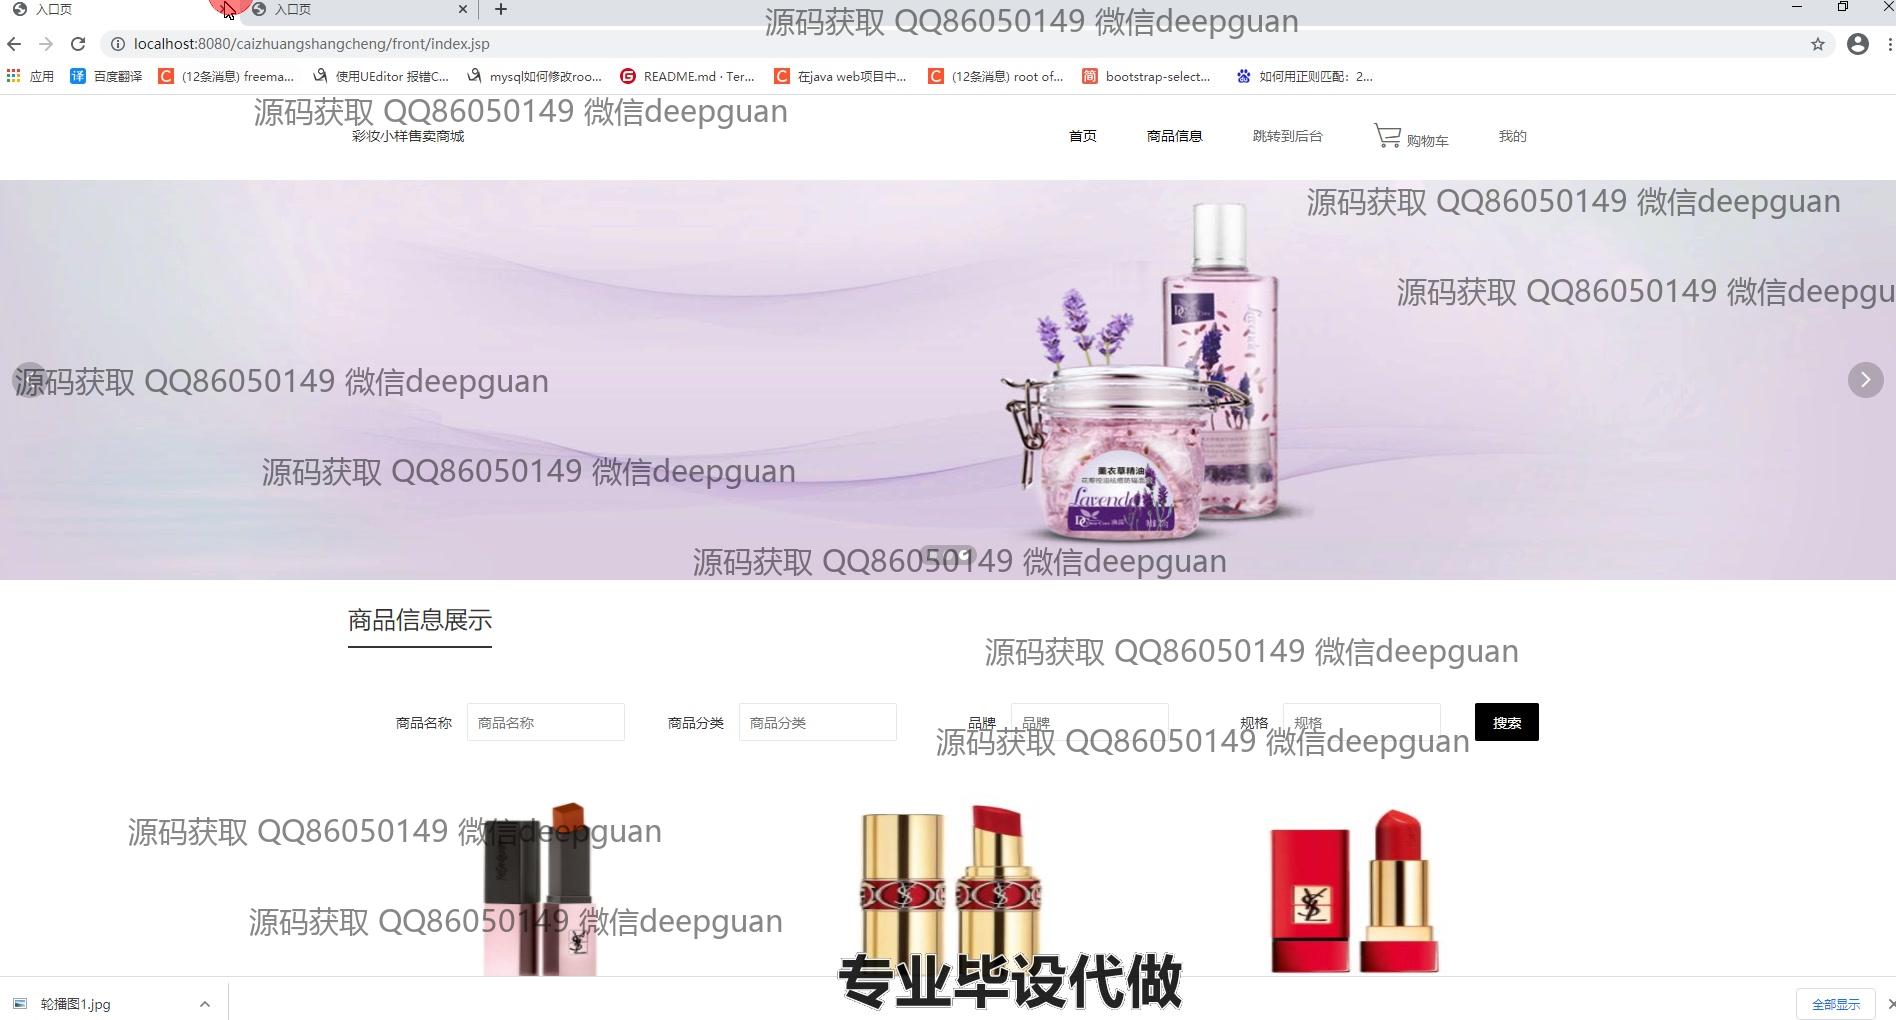 入口页
入口页
源码获取 QQ86050149 微信deepguan
localhost:8080/caizhuangshangcheng/front/index.jsp
应用
百度翻译
(12条消息) freema...
使用UEditor 报错C...
mysql如何修改roo...
README.md · Ter...
在java web项目中...
(12条消息) root of...
bootstrap-select...
如何用正则匹配：2...
源码获取 QQ86050149 微信deepguan
彩妆小样售卖商城
首页
商品信息
跳转到后台
购物车
我的
源码获取 QQ86050149 微信deepguan
源码获取 QQ86050149 微信deepgu
源码获取 QQ86050149 微信deepguan
源码获取 QQ86050149 微信deepguan
薰衣草精油
Lavender
源码获取 QQ86050149 微信deepguan
商品信息展示
源码获取 QQ86050149 微信deepguan
商品名称 商品名称
商品分类 商品分类
品牌 品牌
规格 规格
搜索
源码获取 QQ86050149 微信deepguan
源码获取 QQ86050149 微信deepguan
源码获取 QQ86050149 微信deepguan
专业毕设代做
轮播图1.jpg
全部显示